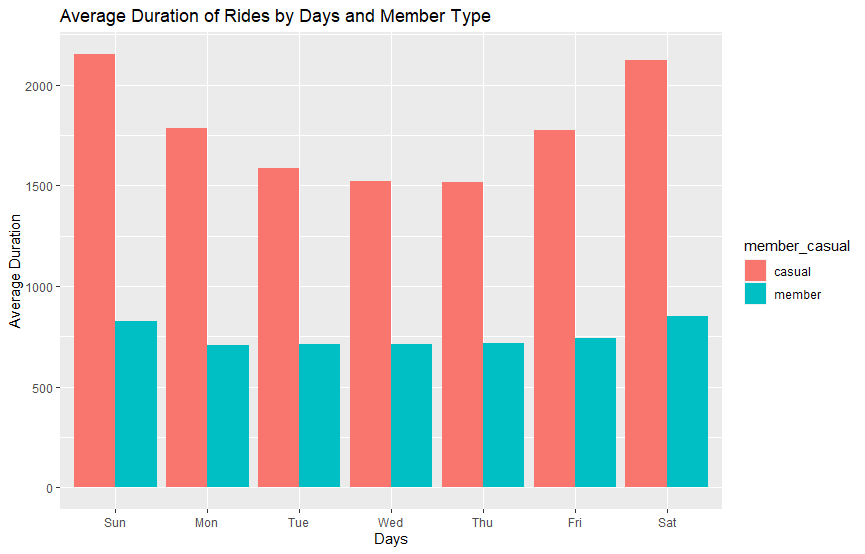 Average Duration of Rides by Days and Member Type
Average Duration
2000
1500
1000
500
0
Sun Mon Tue Wed Thu Fri Sat
Days
member_casual
casual
member